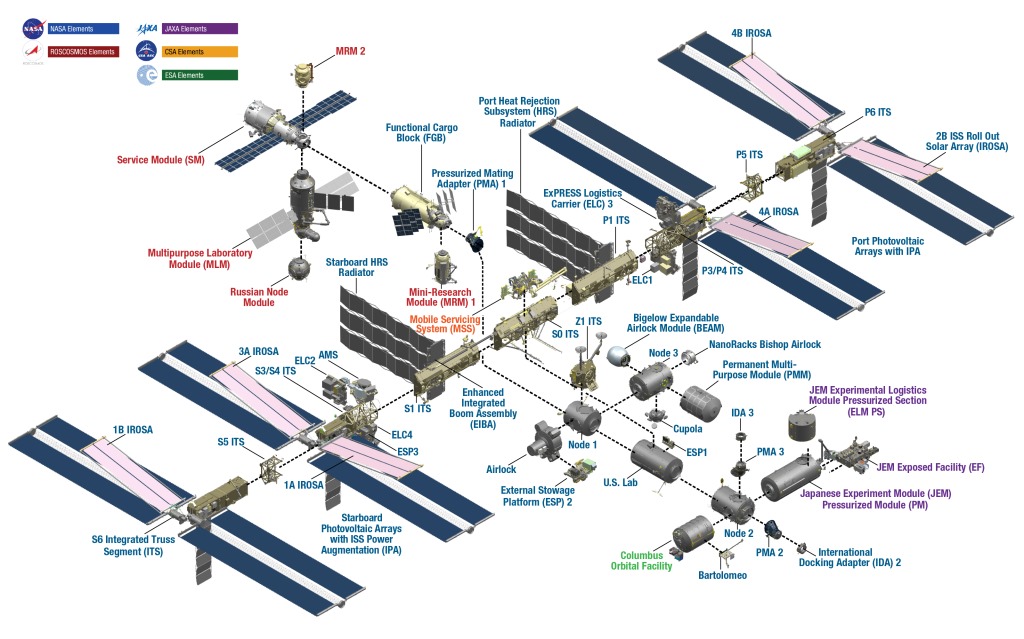 NASA
NASA Elements
JAXA
JAXA Elements
ROSCOSMOS
ROSCOSMOS Elements
CSA ASC
CSA Elements
esa
ESA Elements
MRM 2
4B IROSA
Service Module (SM)
Functional Cargo
Block (FGB)
Port Heat Rejection
Subsystem (HRS)
Radiator
P6 ITS
2B ISS Roll Out
Solar Array (IROSA)
P5 ITS
Pressurized Mating
Adapter (PMA) 1
ExPRESS Logistics
Carrier (ELC) 3
P1 ITS
4A IROSA
Port Photovoltaic
Arrays with IPA
Multipurpose Laboratory
Module (MLM)
Starboard HRS
Radiator
P3/P4 ITS
ELC1
Russian Node
Module
Mini-Research
Module (MRM) 1
Mobile Servicing
System (MSS)
S0 ITS
Z1 ITS
Bigelow Expandable
Airlock Module (BEAM)
NanoRacks Bishop Airlock
Node 3
Permanent Multi-
Purpose Module (PMM)
3A IROSA
S3/S4 ITS
ELC2
AMS
S1 ITS
Enhanced
Integrated
Boom Assembly
(EIBA)
JEM Experimental Logistics
Module Pressurized Section
(ELM PS)
IDA 3
Cupola
1B IROSA
S5 ITS
ELC4
ESP3
1A IROSA
Node 1
Airlock
ESP1
PMA 3
U.S. Lab
JEM Exposed Facility (EF)
External Stowage
Platform (ESP) 2
Japanese Experiment Module (JEM)
Pressurized Module (PM)
S6 Integrated Truss
Segment (ITS)
Starboard
Photovoltaic Arrays
with ISS Power
Augmentation (IPA)
Node 2
Columbus
Orbital Facility
Bartolomeo
PMA 2
International
Docking Adapter (IDA) 2